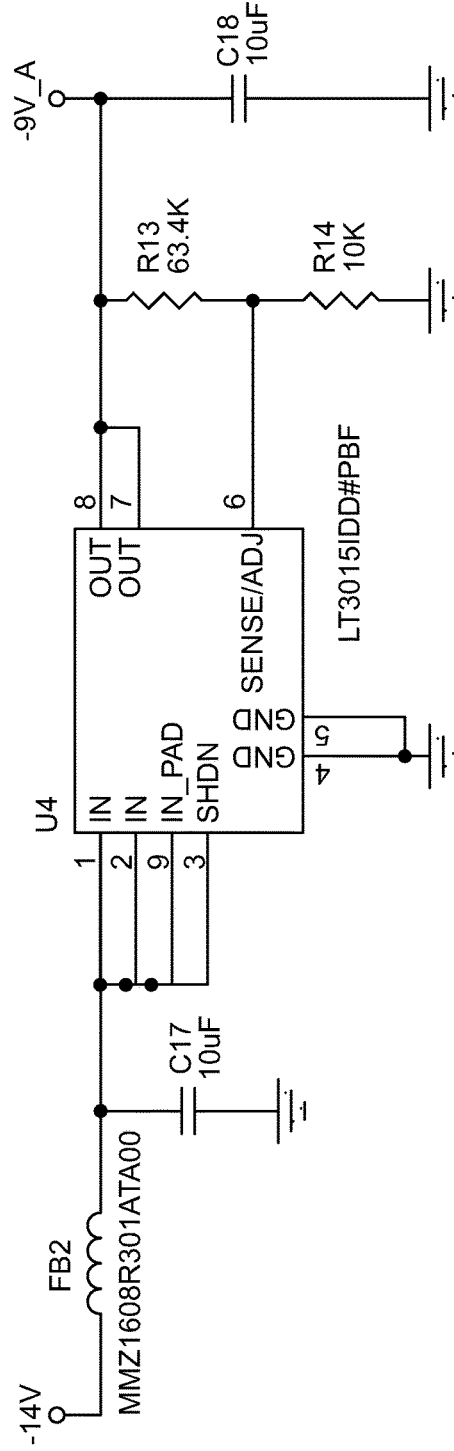 -14V
FB2
MMZ1608R301ATA00
C17
10uF
U4
1
2
9
3
IN
IN
IN_PAD
SHDN
OUT
OUT
SENSE/ADJ
GND
GND
4
5
8
7
6
LT3015IDD#PBF
R13
63.4K
R14
10K
-9V_A
C18
10uF